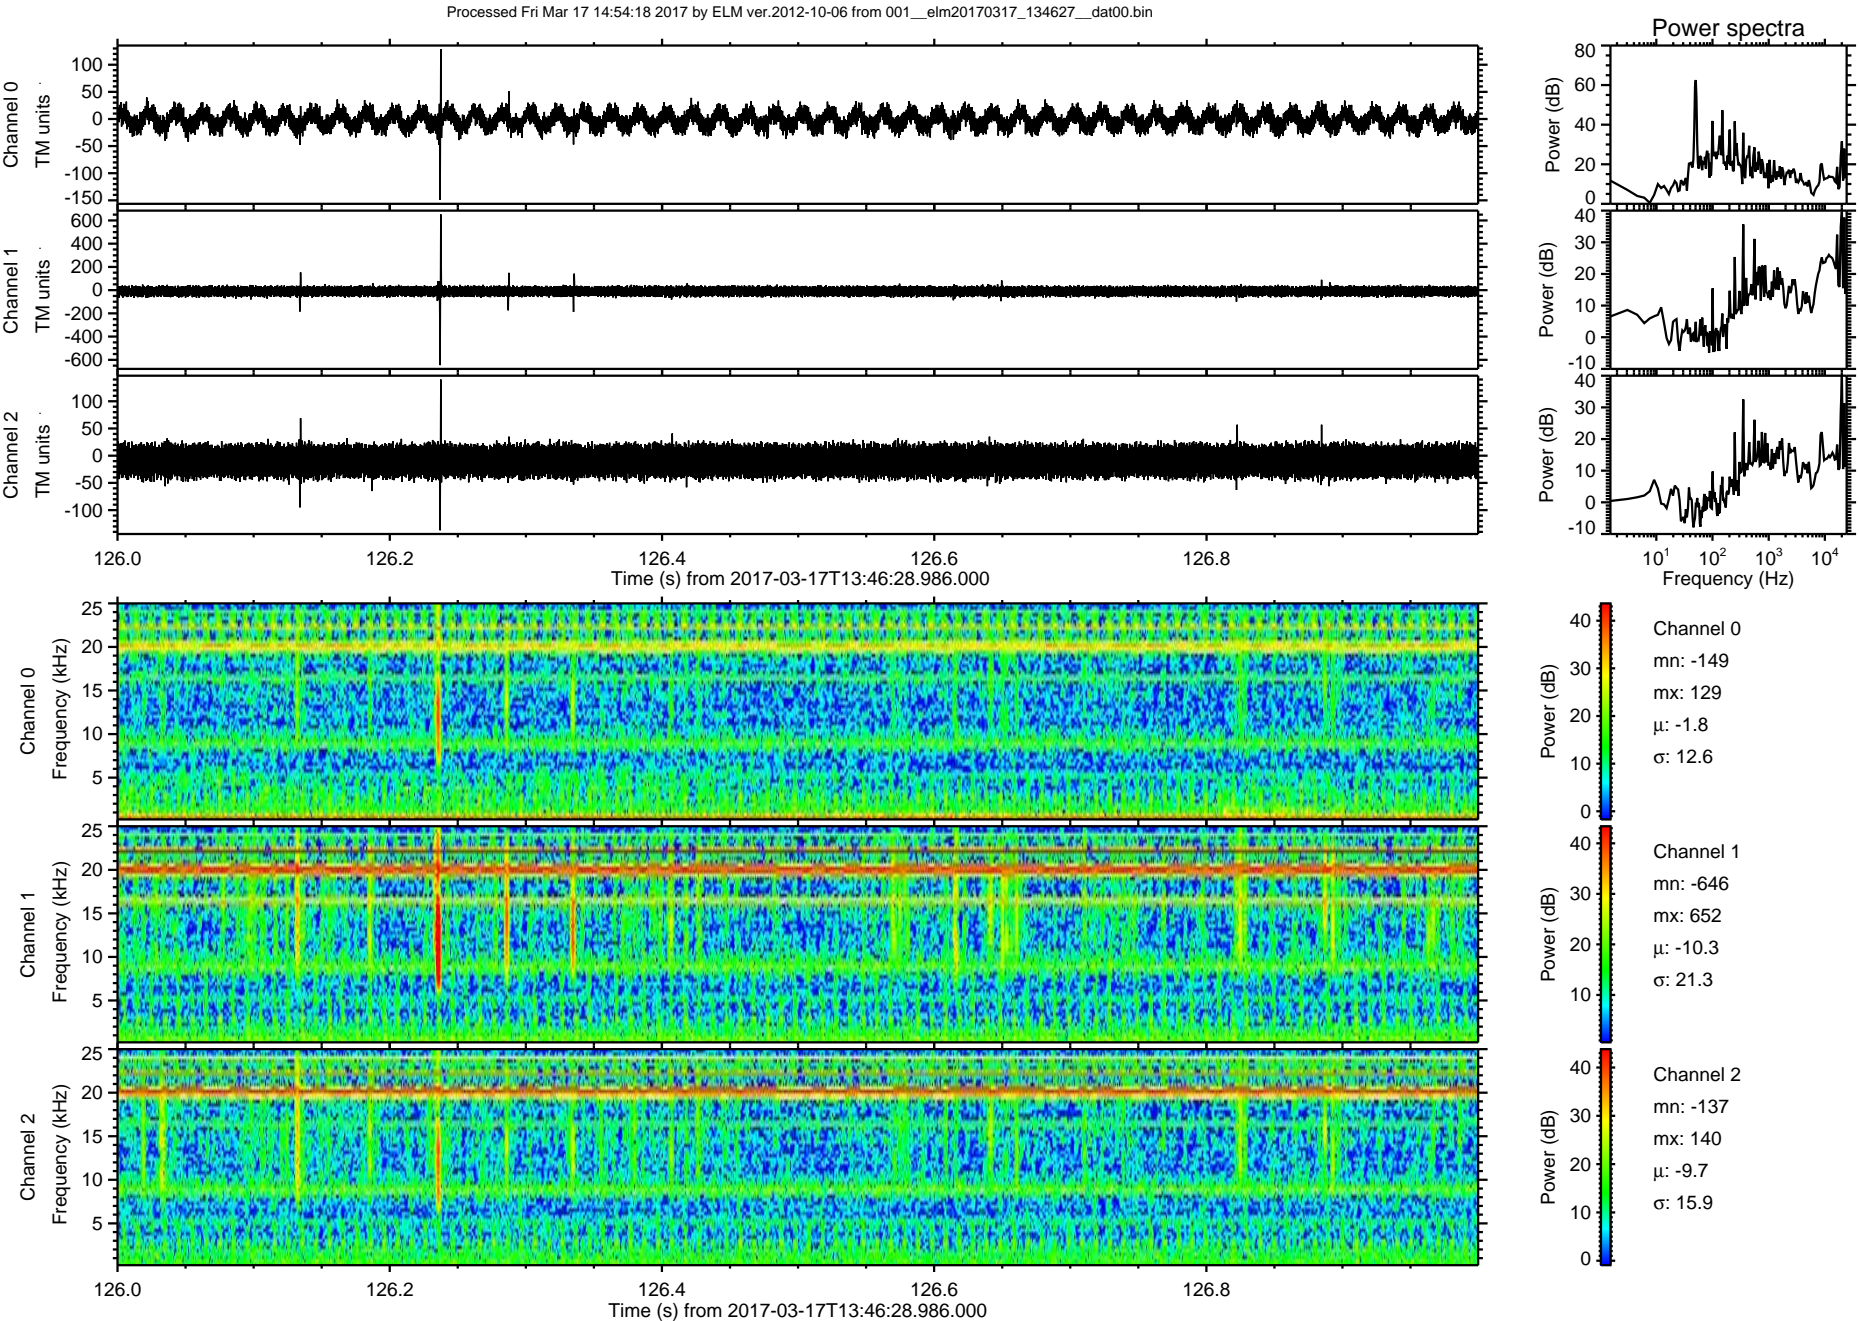 Processed Fri Mar 17 14:54:18 2017 by ELM ver.2012-10-06 from 001__elm20170317_134627__dat00.bin
Power spectra
Channel 0
TM units
100
50
0
-50
-100
-150
Power (dB)
80
60
40
20
0
Channel 1
TM units
600
400
200
0
-200
-400
-600
Power (dB)
40
30
20
10
0
-10
Channel 2
TM units
100
50
0
-50
-100
Power (dB)
40
30
20
10
0
-10
126.0 126.2 126.4 126.6 126.8
Time (s) from 2017-03-17T13:46:28.986.000
10^1 10^2 10^3 10^4
Frequency (Hz)
Channel 0
Frequency (kHz)
25
20
15
10
5
Power (dB)
40
30
20
10
0
Channel 0
mn: -149
mx: 129
μ: -1.8
σ: 12.6
Channel 1
Frequency (kHz)
25
20
15
10
5
Power (dB)
40
30
20
10
Channel 1
mn: -646
mx: 652
μ: -10.3
σ: 21.3
Channel 2
Frequency (kHz)
25
20
15
10
5
Power (dB)
40
30
20
10
0
Channel 2
mn: -137
mx: 140
μ: -9.7
σ: 15.9
126.0 126.2 126.4 126.6 126.8
Time (s) from 2017-03-17T13:46:28.986.000